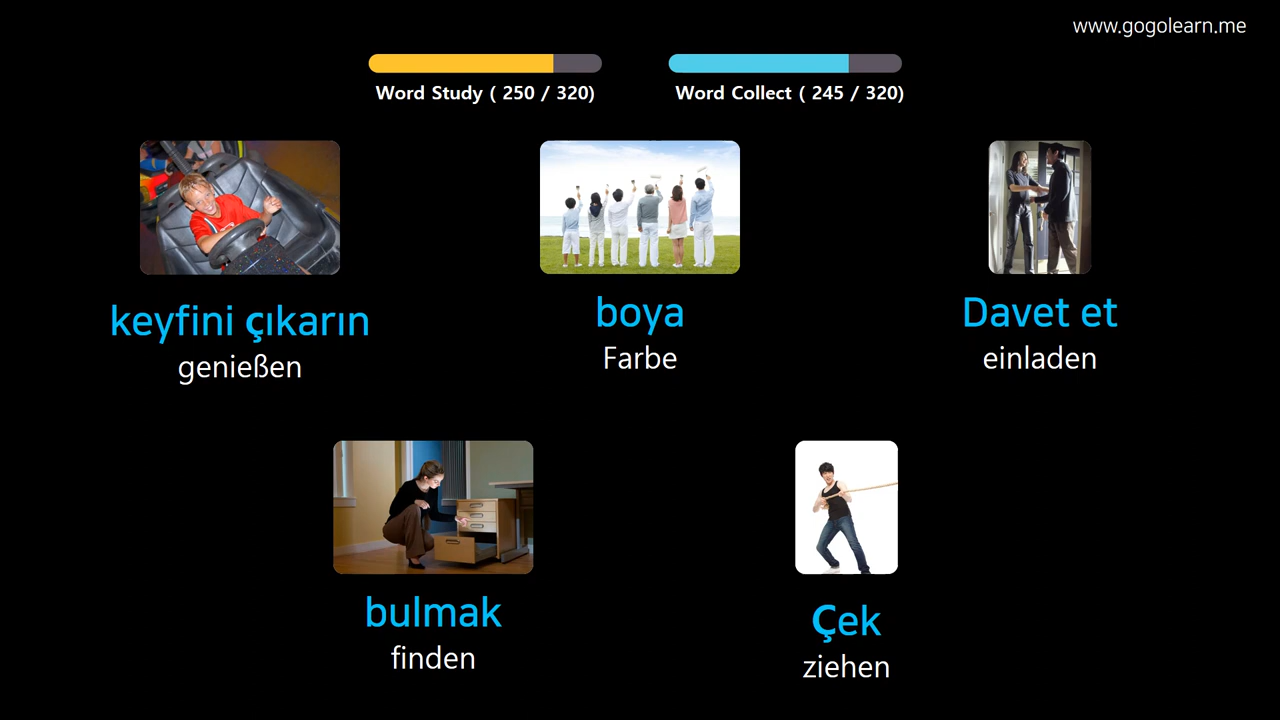 www.gogolearn.me
Word Study ( 250 / 320)
Word Collect ( 245 / 320)
keyfini çıkarın
genießen
boya
Farbe
Davet et
einladen
bulmak
finden
Çek
ziehen